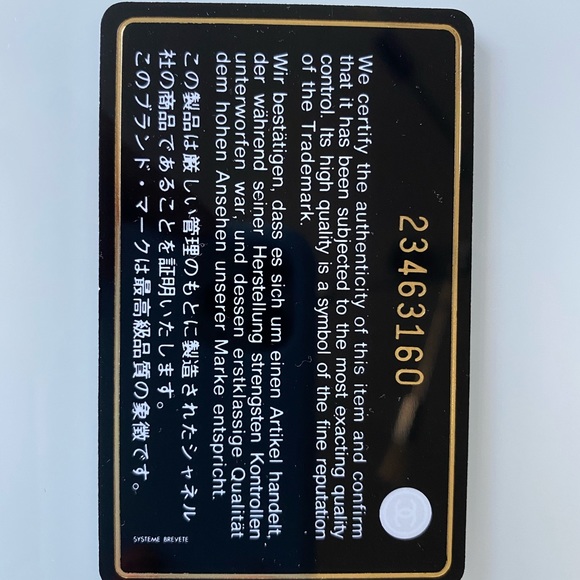 23463160
We certify the authenticity of this item and confirm
that it has been subjected to the most exacting quality
control. Its high quality is a symbol of the fine reputation
of the Trademark.
Wir bestätigen, dass es sich um einen Artikel handelt,
der während seiner Herstellung strengsten Kontrollen
unterworfen war, und dessen erstklassige Qualität
dem hohen Ansehen unserer Marke entspricht.
この製品は厳しい管理のもとに製造されたシャネル
社の商品であることを証明いたします。
このブランド・マークは最高級品質の象徴です。
SYSTEME BREVETE